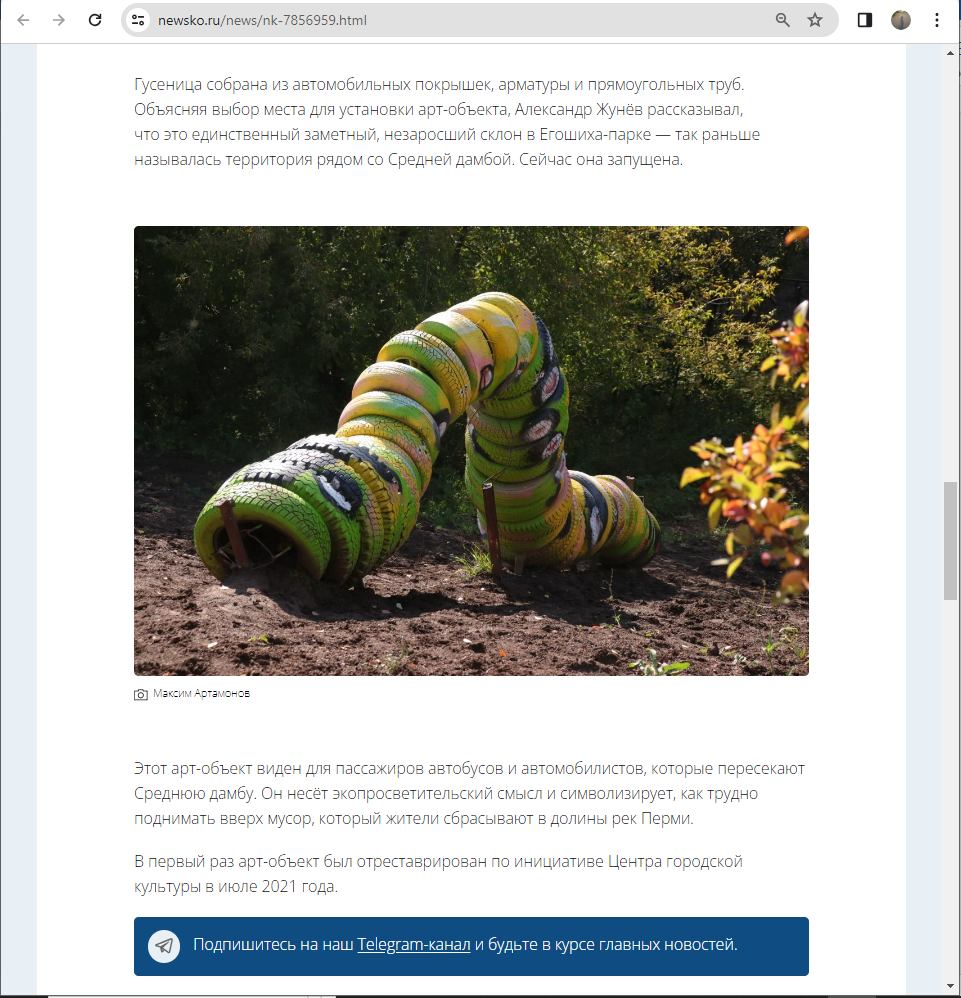 newsko.ru/news/nk-7856959.html
Гусеница собрана из автомобильных покрышек, арматуры и прямоугольных труб.
Объясняя выбор места для установки арт-объекта, Александр Жунёв рассказывал,
что это единственный заметный, незаросший склон в Егошиха-парке — так раньше
называлась территория рядом со Средней дамбой. Сейчас она запущена.
Максим Артамонов
Этот арт-объект виден для пассажиров автобусов и автомобилистов, которые пересекают
Среднюю дамбу. Он несёт экопросветительский смысл и символизирует, как трудно
поднимать вверх мусор, который жители сбрасывают в долины рек Перми.
В первый раз арт-объект был отреставрирован по инициативе Центра городской
культуры в июле 2021 года.
Подпишитесь на наш Telegram-канал и будьте в курсе главных новостей.